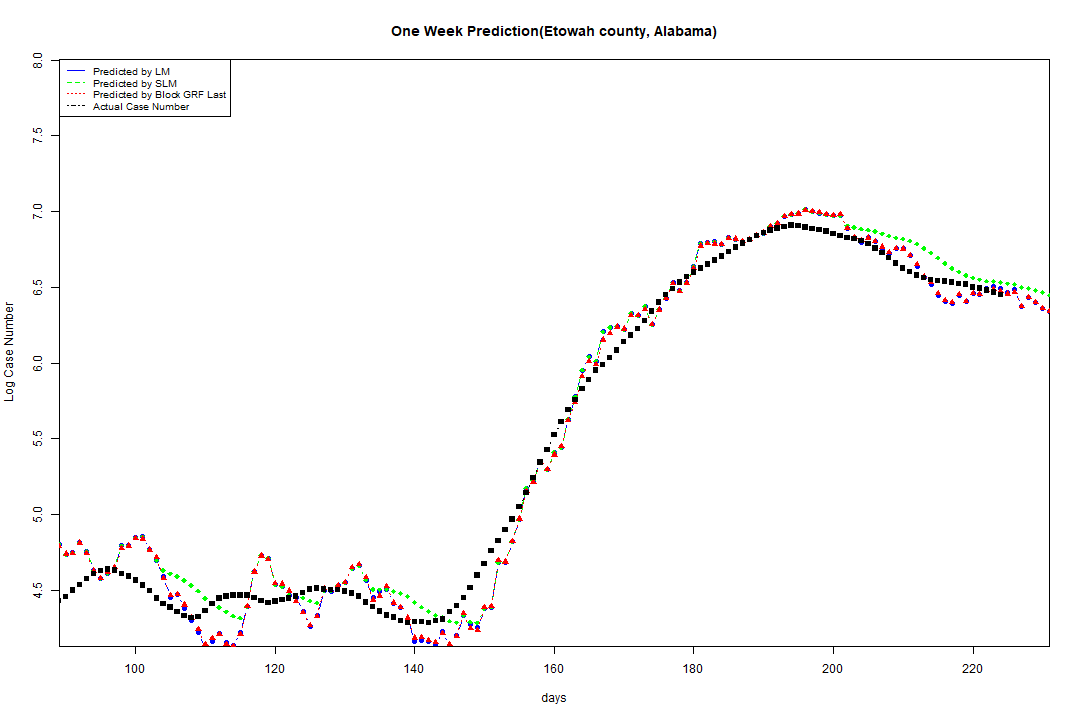 One Week Prediction(Etowah county, Alabama)
Predicted by LM
Predicted by SLM
Predicted by Block GRF Last
Actual Case Number
8.0
7.5
7.0
6.5
6.0
5.5
5.0
4.5
Log Case Number
100 120 140 160 180 200 220
days